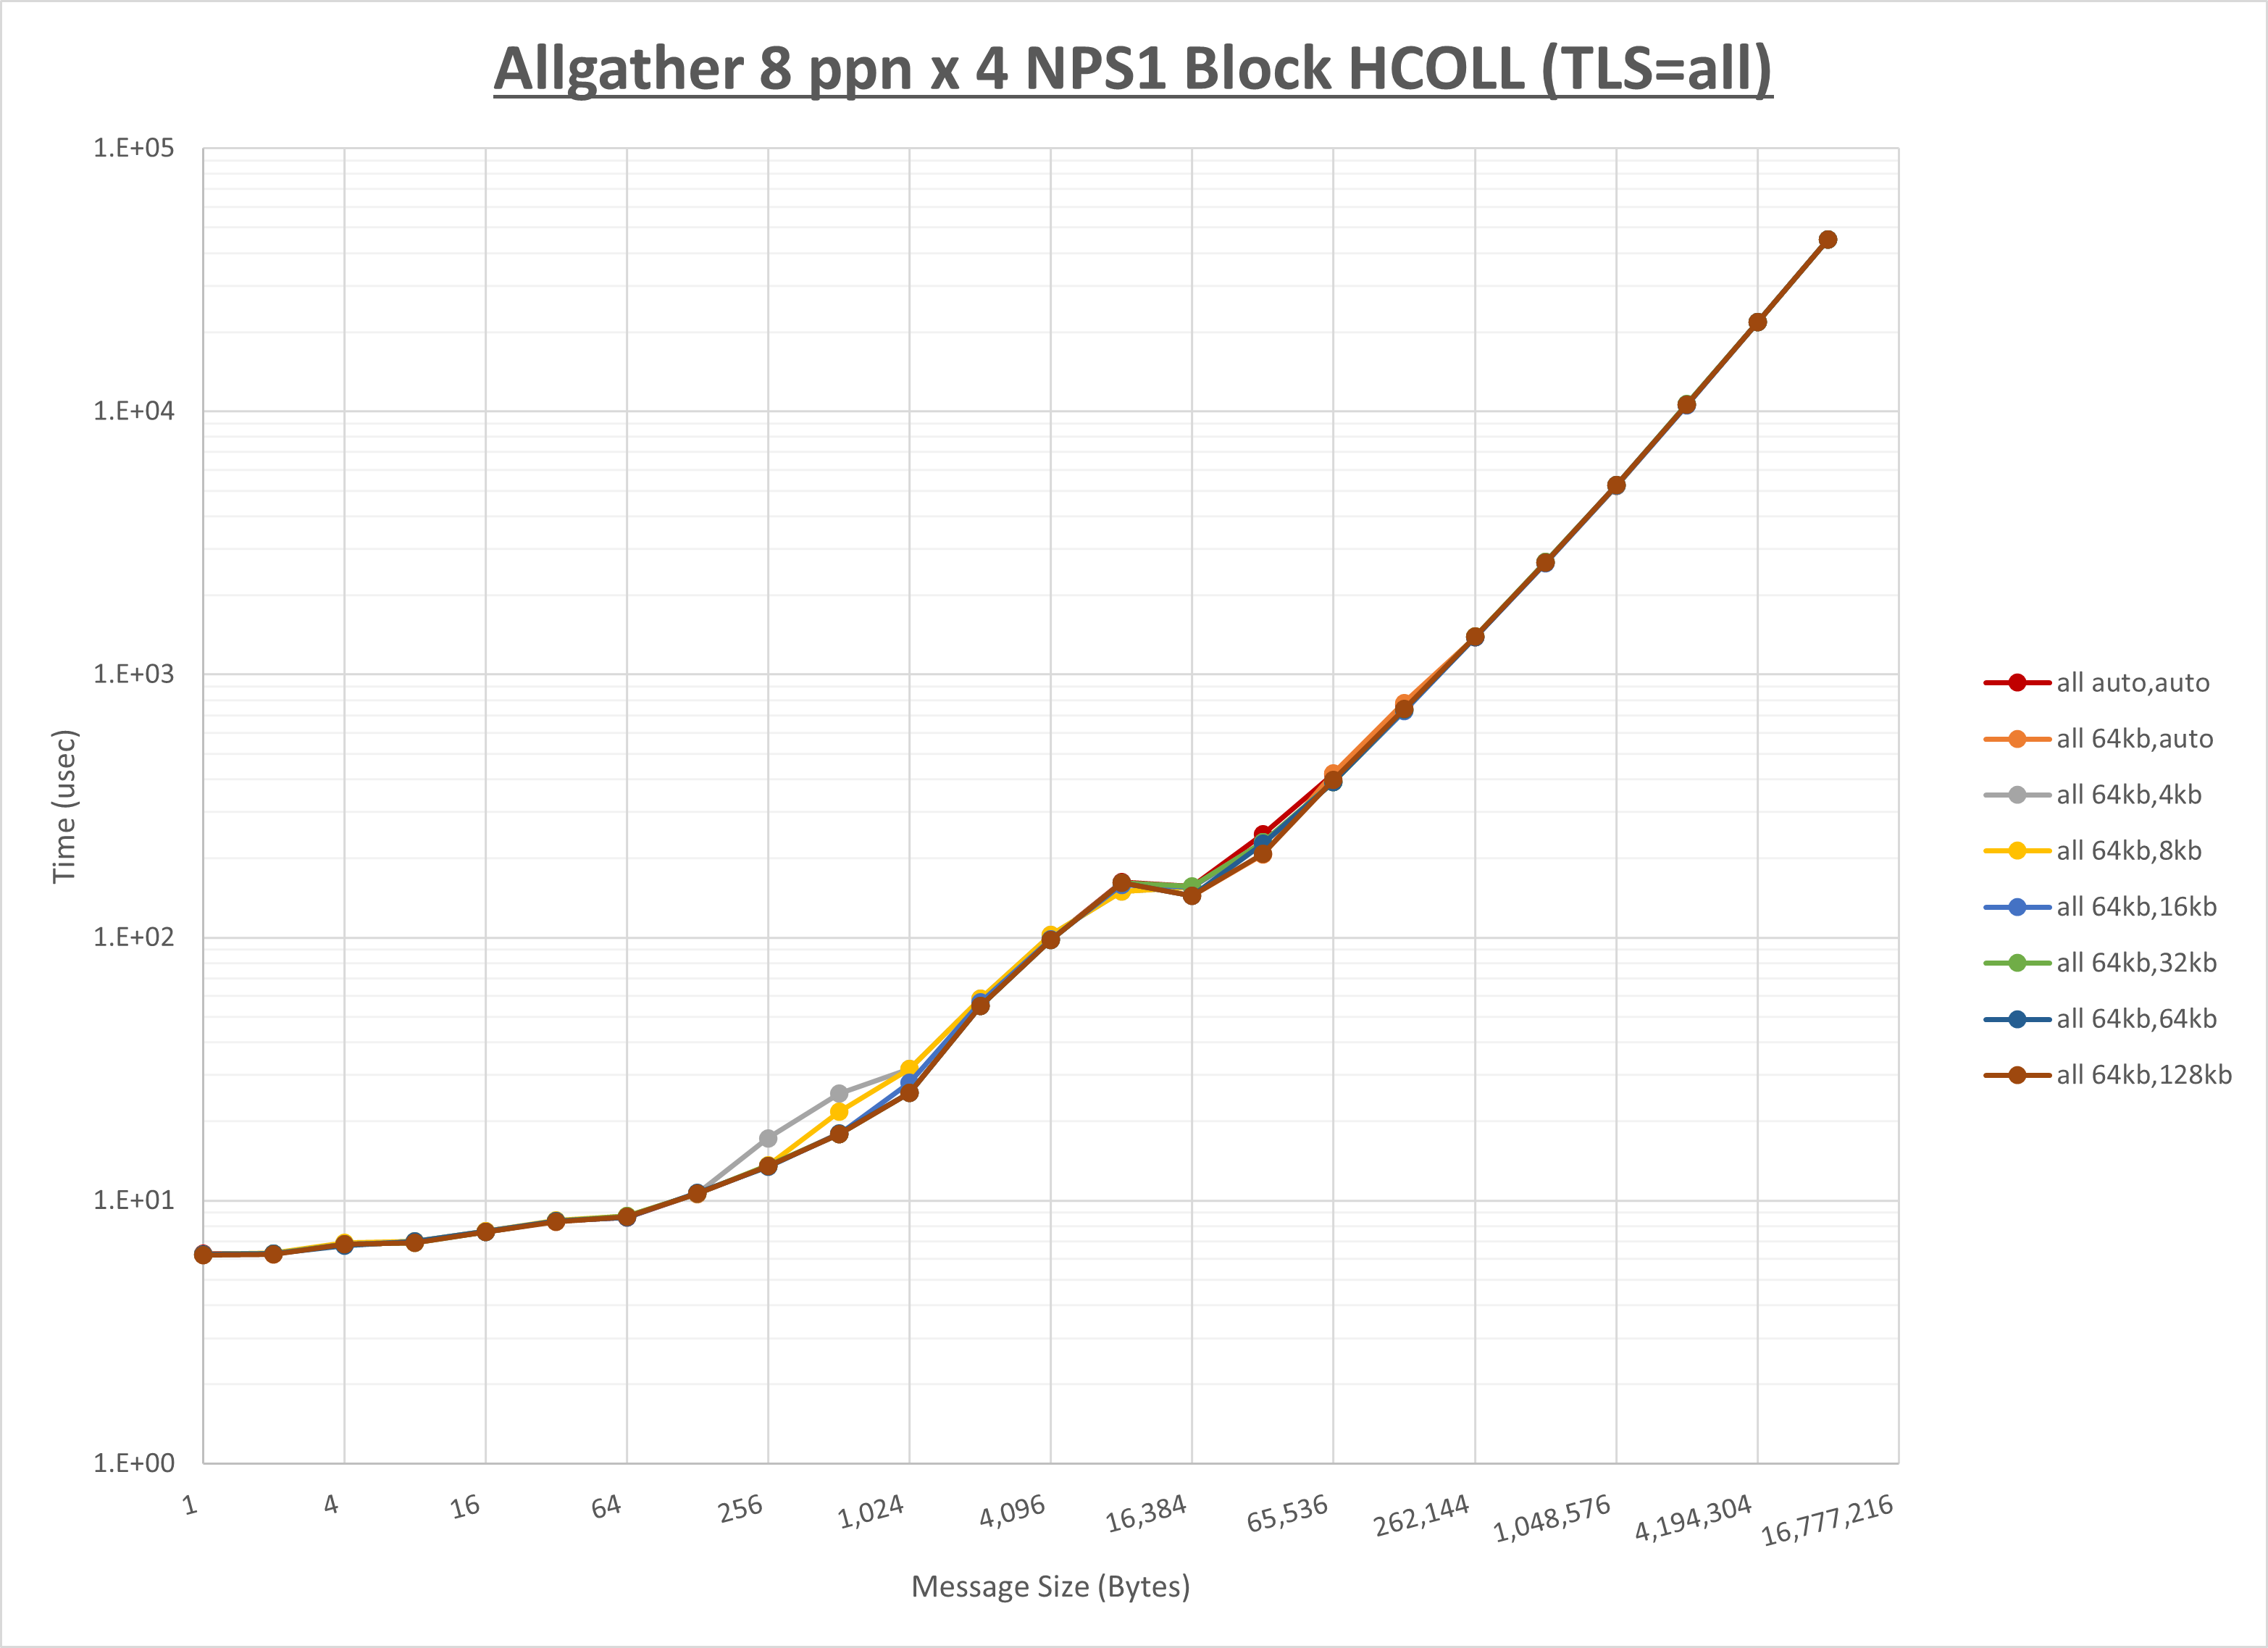 Allgather 8 ppn x 4 NPS1 Block HCOLL (TLS=all)
1.E+05
1.E+04
1.E+03
1.E+02
1.E+01
1.E+00
Time (usec)
1
4
16
64
256
1,024
4,096
16,384
65,536
262,144
1,048,576
4,194,304
16,777,216
Message Size (Bytes)
all auto,auto
all 64kb,auto
all 64kb,4kb
all 64kb,8kb
all 64kb,16kb
all 64kb,32kb
all 64kb,64kb
all 64kb,128kb